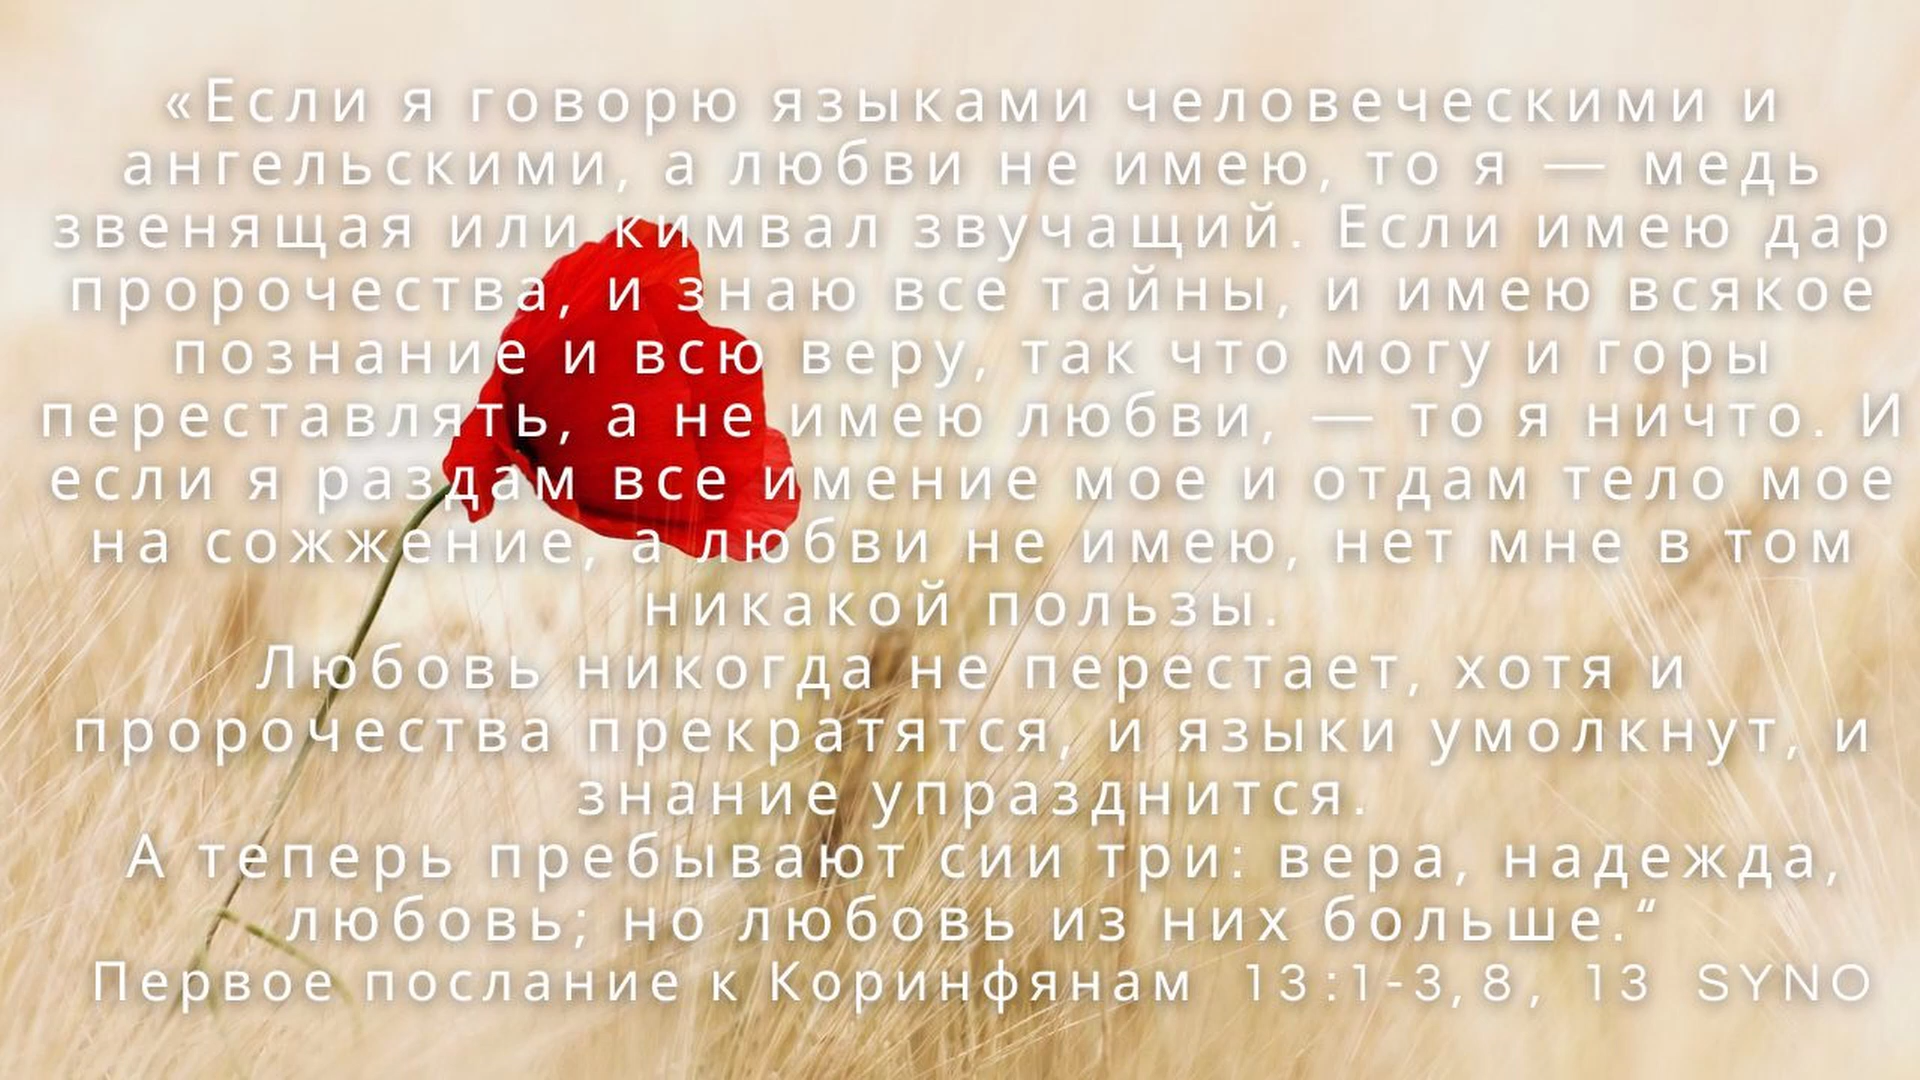 «Если я говорю языками человеческими и
ангельскими, а любви не имею, то я — медь
звенящая или кимвал звучащий. Если имею дар
пророчества, и знаю все тайны, и имею всякое
познание и всю веру, так что могу и горы
переставлять, а не имею любви, — то я ничто. И
если я раздам все имение мое и отдам тело мое
на сожжение, а любви не имею, нет мне в том
никакой пользы.
Любовь никогда не перестает, хотя и
пророчества прекратятся, и языки умолкнут, и
знание упразднится.
А теперь пребывают сии три: вера, надежда,
любовь; но любовь из них больше.“
Первое послание к Коринфянам 13:1-3,8, 13 SYNO